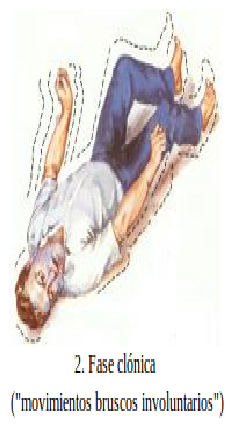 2. Fase clónica
("movimientos bruscos involuntarios")